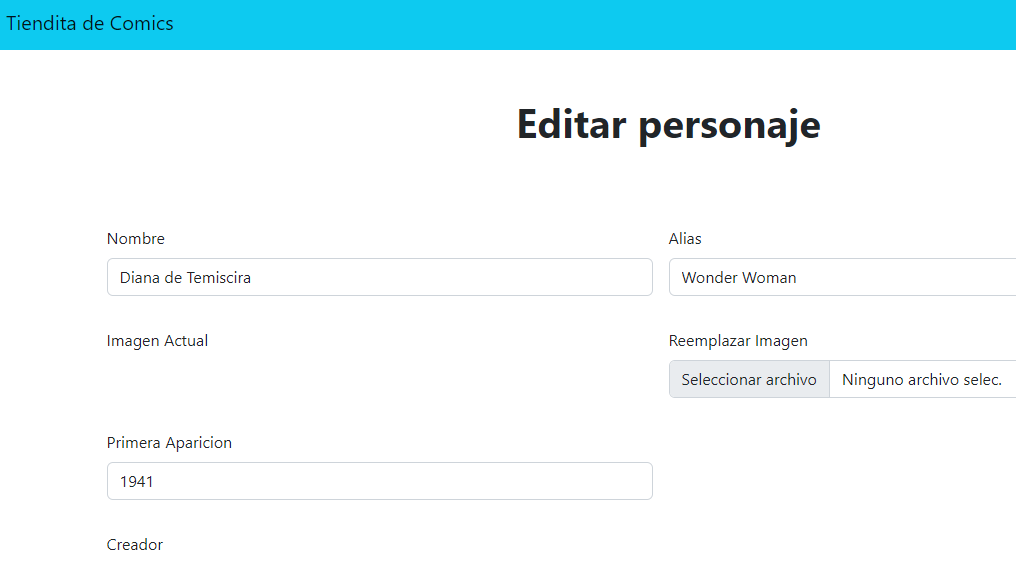 Tiendita de Comics
Editar personaje
Nombre
Alias
Diana de Temiscira
Wonder Woman
Imagen Actual
Reemplazar Imagen
Seleccionar archivo
Ninguno archivo selec.
Primera Aparicion
1941
Creador